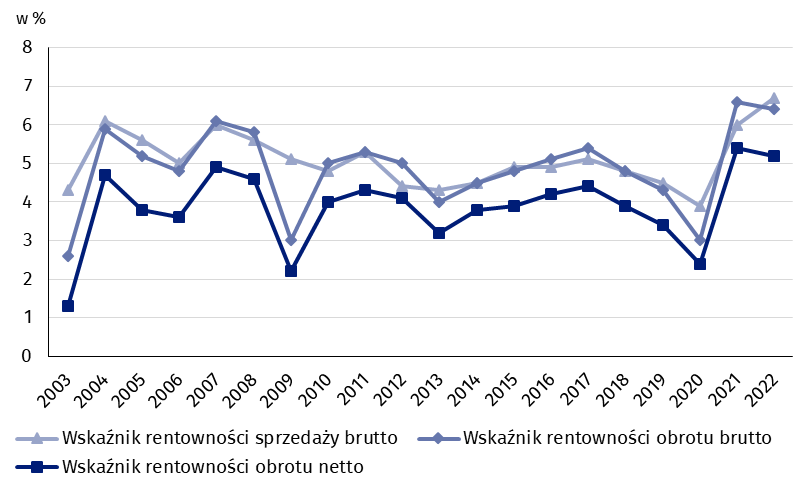 w %
8
7
6
5
4
3
2
1
0
2003 2004 2005 2006 2007 2008 2009 2010 2011 2012 2013 2014 2015 2016 2017 2018 2019 2020 2021 2022
Wskaźnik rentowności sprzedaży brutto Wskaźnik rentowności obrotu brutto
Wskaźnik rentowności obrotu netto